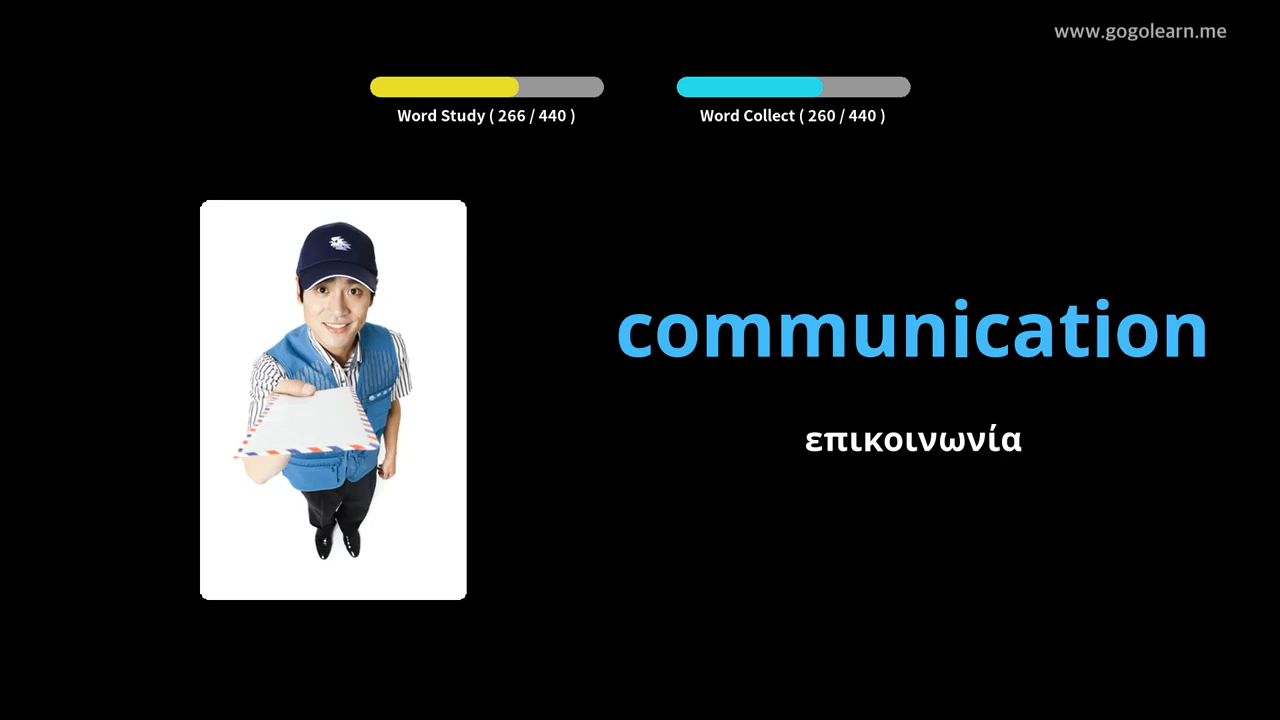 www.gogolearn.me
Word Study ( 266 / 440 )
Word Collect ( 260 / 440 )
communication
επικοινωνία